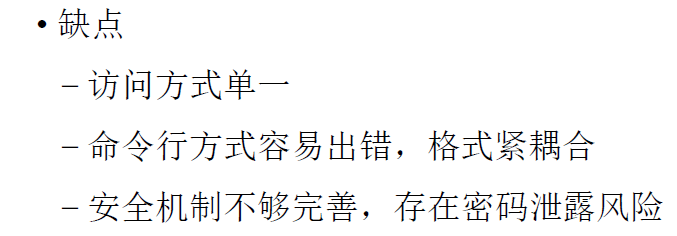 • 缺点
– 访问方式单一
– 命令行方式容易出错，格式紧耦合
– 安全机制不够完善，存在密码泄露风险